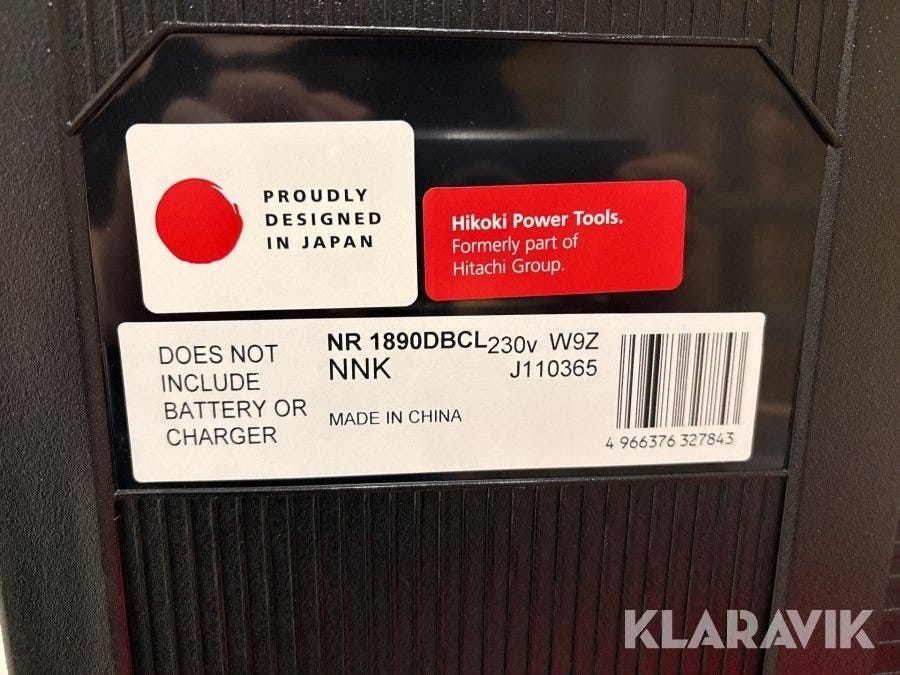 PROUDLY
DESIGNED
IN JAPAN
Hikoki Power Tools.
Formerly part of
Hitachi Group.
DOES NOT
INCLUDE
BATTERY OR
CHARGER
NR 1890DBCL 230v W9Z
NNK J110365
MADE IN CHINA
4 966376 327843
KLARAVIK